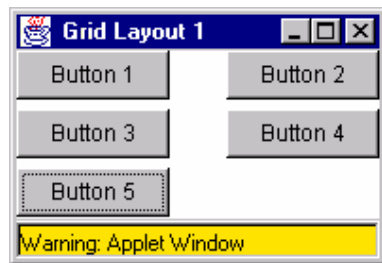 Grid Layout 1
Button 1 Button 2
Button 3 Button 4
Button 5
Warning: Applet Window